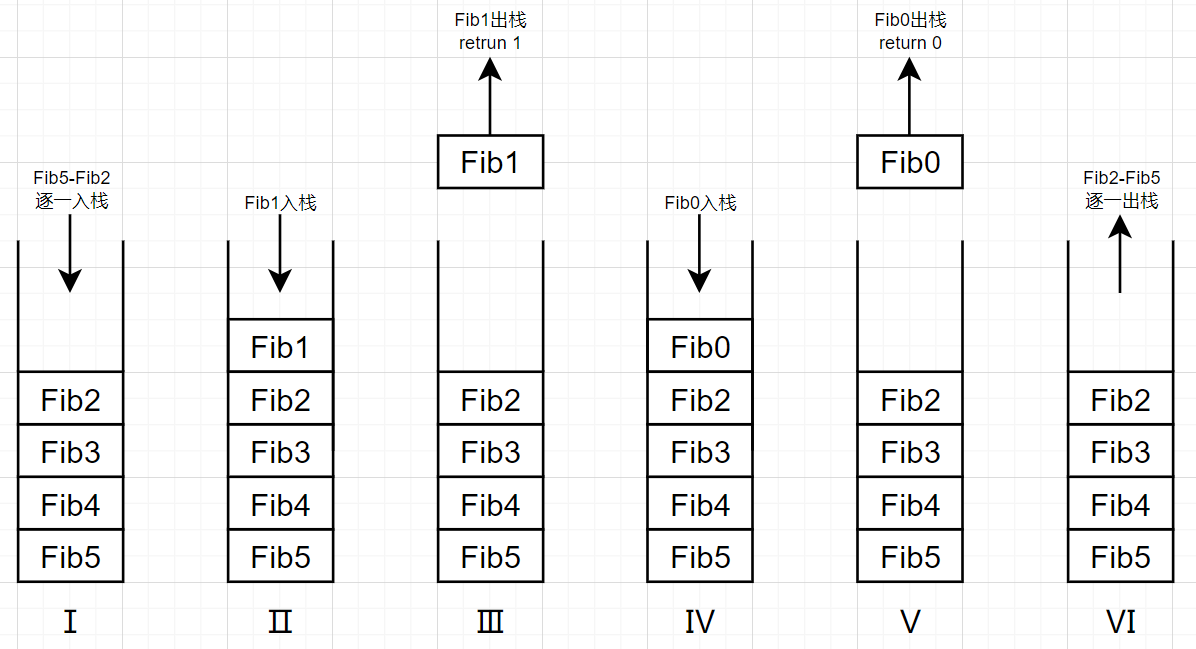 Fib1出栈
retrun 1
Fib0出栈
return 0
Fib1
Fib0
Fib5-Fib2
逐一入栈
Fib1入栈
Fib0入栈
Fib2-Fib5
逐一出栈
Fib2
Fib3
Fib4
Fib5
Ⅰ
Fib1
Fib2
Fib3
Fib4
Fib5
Ⅱ
Fib2
Fib3
Fib4
Fib5
Ⅲ
Fib0
Fib2
Fib3
Fib4
Fib5
Ⅳ
Fib2
Fib3
Fib4
Fib5
Ⅴ
Fib2
Fib3
Fib4
Fib5
Ⅵ